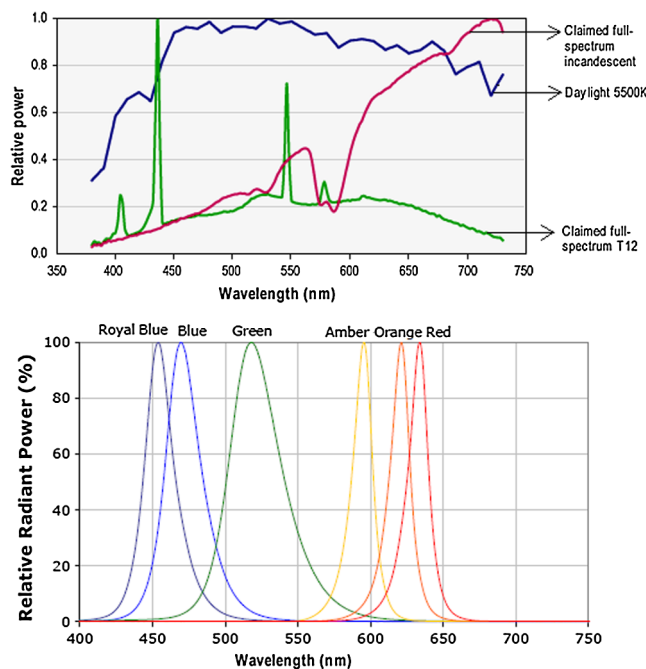 1.0
0.8
0.6
0.4
0.2
0.0
Relative power
Claimed full-
spectrum
incandescent
Daylight 5500K
Claimed full-
spectrum T12
350 400 450 500 550 600 650 700 750
Wavelength (nm)
Royal Blue Blue Green Amber Orange Red
100
80
60
40
20
0
Relative Radiant Power (%)
400 450 500 550 600 650 700 750
Wavelength (nm)